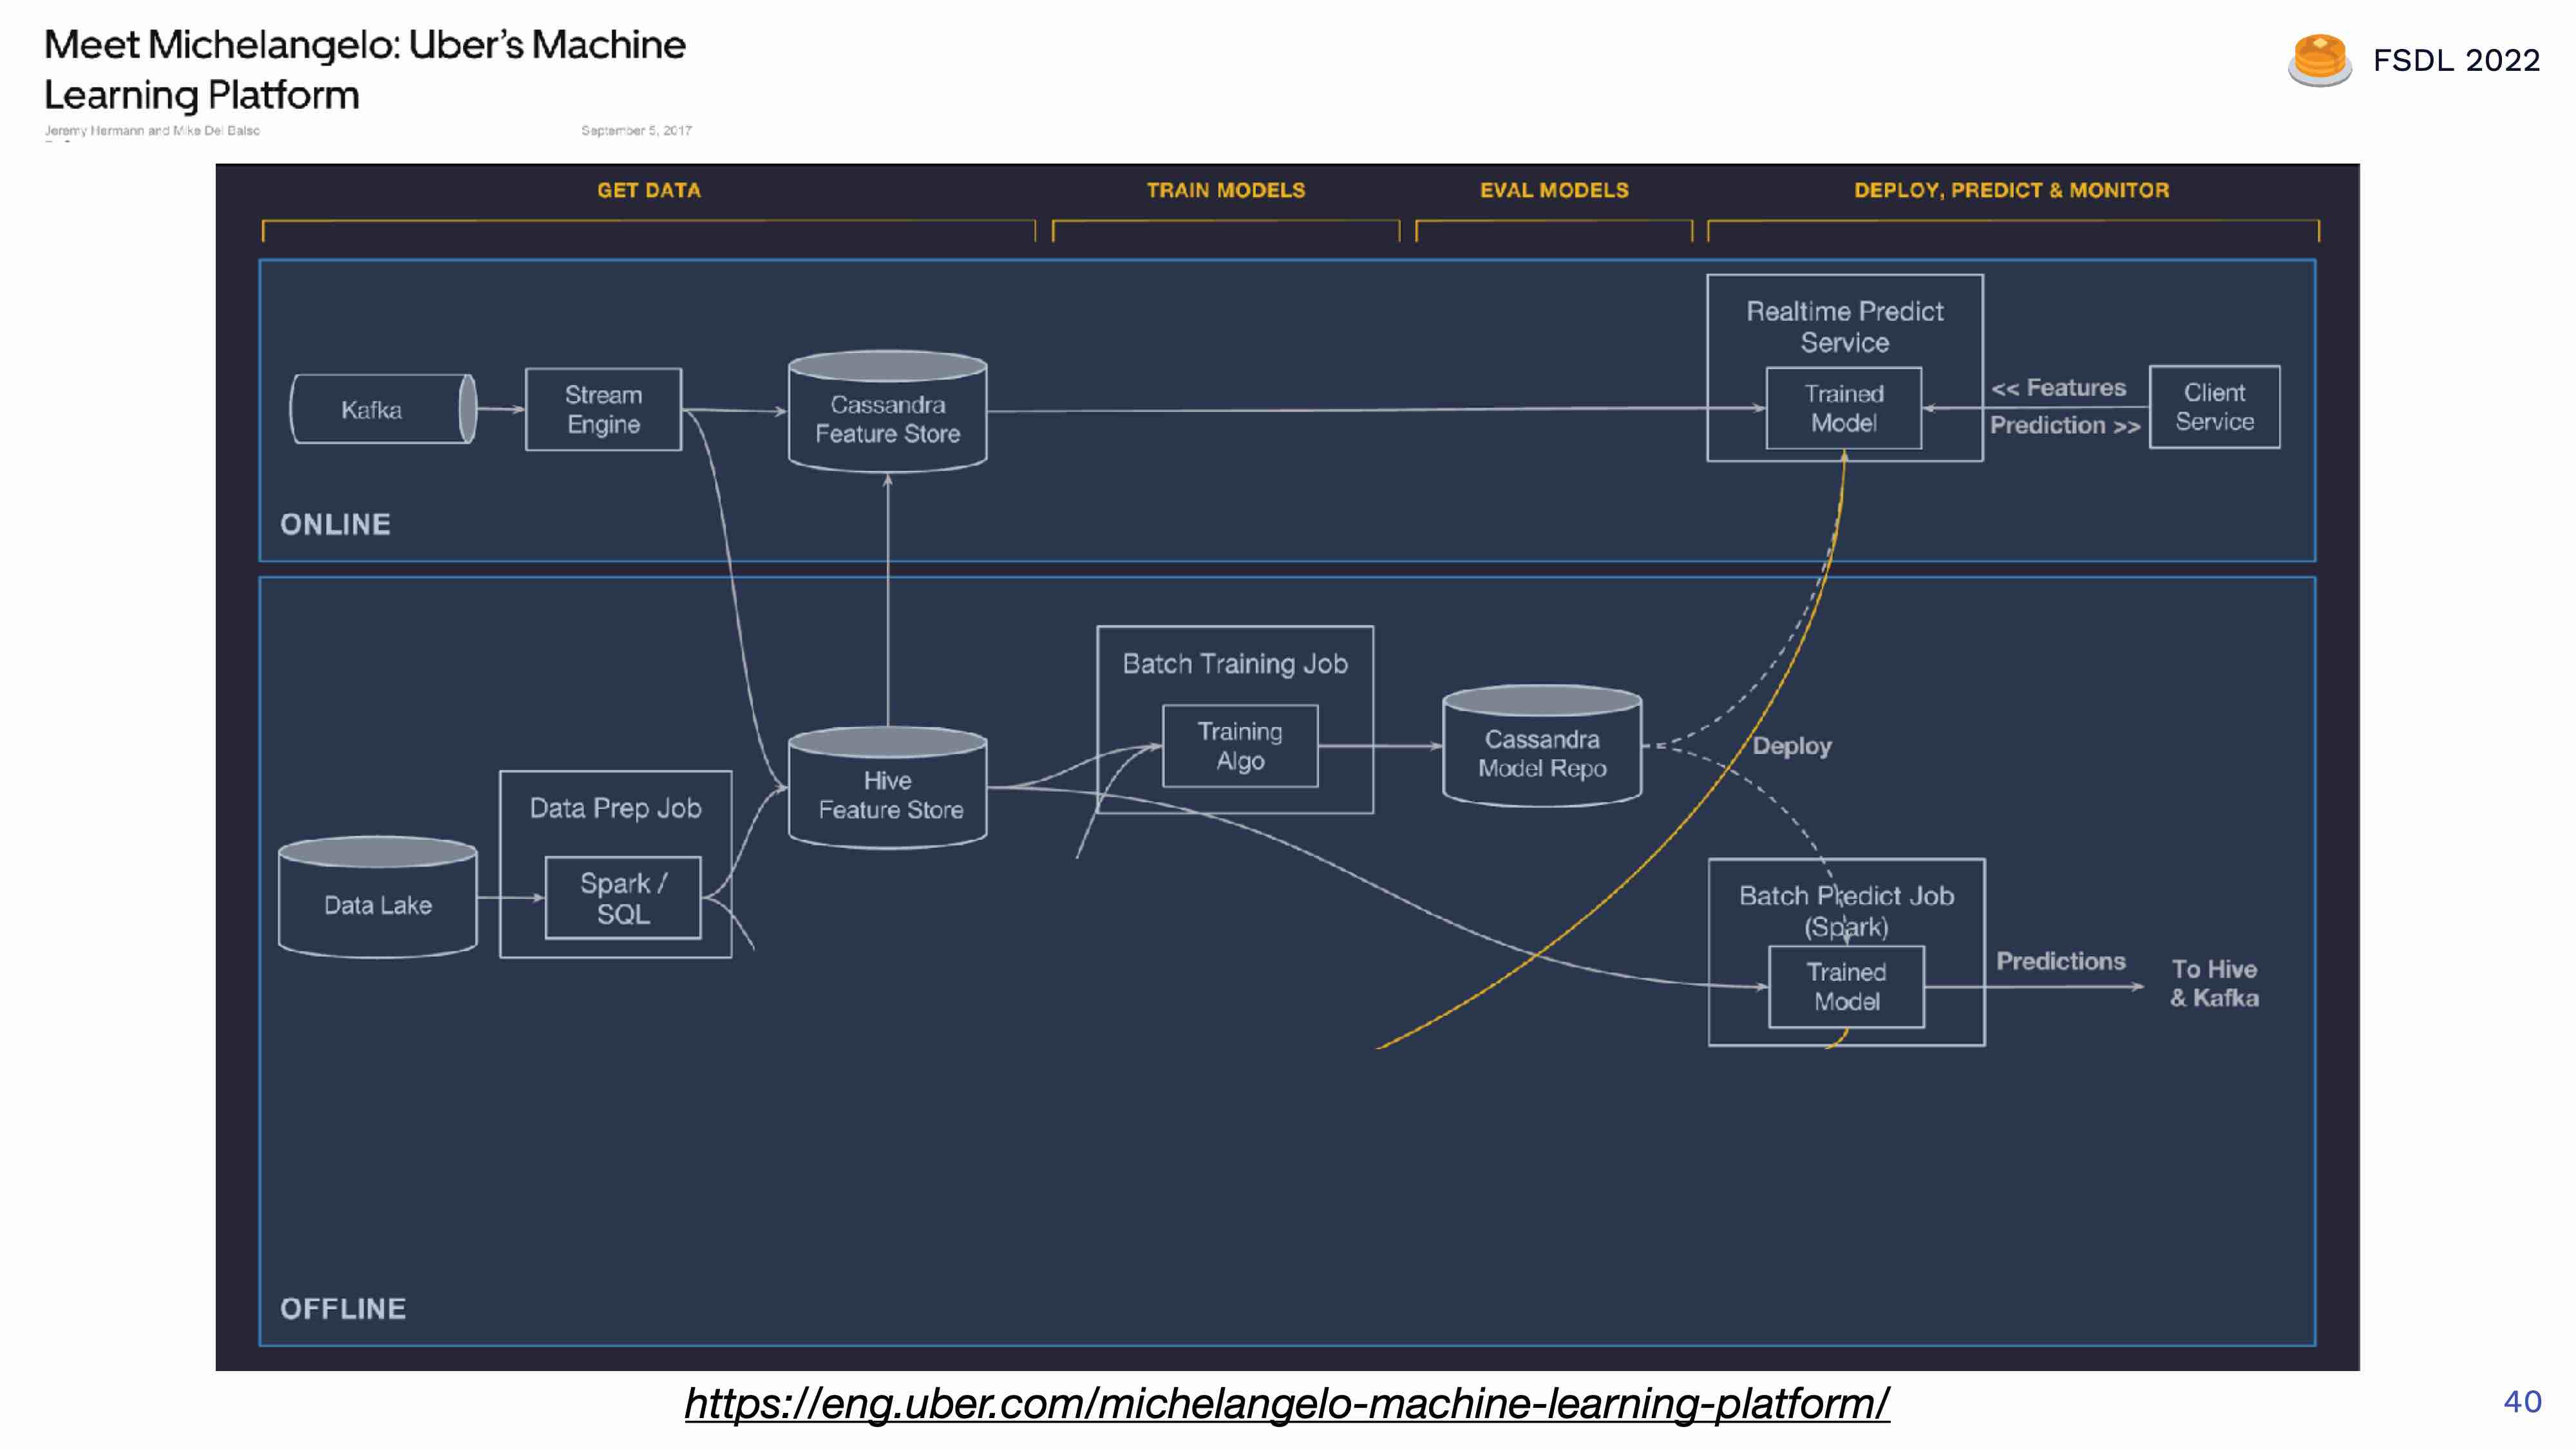 Meet Michelangelo: Uber's Machine
Learning Platform
Jeremy Hermann and Mike Del Balso
September 5, 2017
FSDL 2022
GET DATA
TRAIN MODELS
EVAL MODELS
DEPLOY, PREDICT & MONITOR
Realtime Predict
Service
Kafka
Stream
Engine
Cassandra
Feature Store
Trained
Model
<< Features
Prediction >>
Client
Service
ONLINE
Batch Training Job
Training
Algo
Cassandra
Model Repo
Deploy
Hive
Feature Store
Data Prep Job
Data Lake
Spark /
SQL
Batch Predict Job
(Spark)
Trained
Model
Predictions
To Hive
& Kafka
OFFLINE
https://eng.uber.com/michelangelo-machine-learning-platform/
40